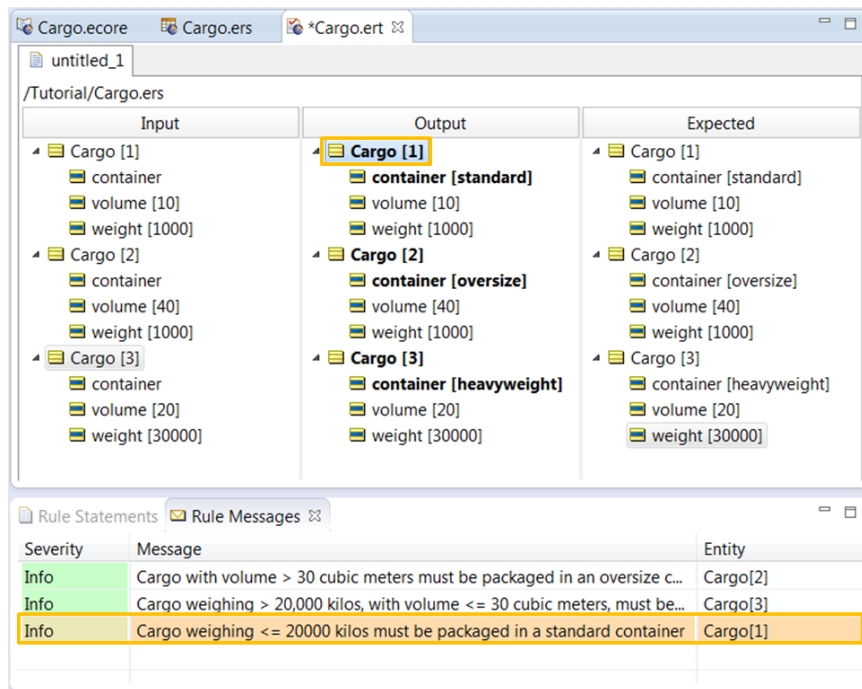 Cargo.ecore Cargo.ers *Cargo.ert
untitled_1
/Tutorial/Cargo.ers
Input Output Expected
Cargo [1] Cargo [1] Cargo [1]
container container [standard] container [standard]
volume [10] volume [10] volume [10]
weight [1000] weight [1000] weight [1000]
Cargo [2] Cargo [2] Cargo [2]
container container [oversize] container [oversize]
volume [40] volume [40] volume [40]
weight [1000] weight [1000] weight [1000]
Cargo [3] Cargo [3] Cargo [3]
container container [heavyweight] container [heavyweight]
volume [20] volume [20] volume [20]
weight [30000] weight [30000] weight [30000]
Rule Statements Rule Messages
Severity Message Entity
Info Cargo with volume > 30 cubic meters must be packaged in an oversize c... Cargo[2]
Info Cargo weighing > 20,000 kilos, with volume <= 30 cubic meters, must be... Cargo[3]
Info Cargo weighing <= 20000 kilos must be packaged in a standard container Cargo[1]